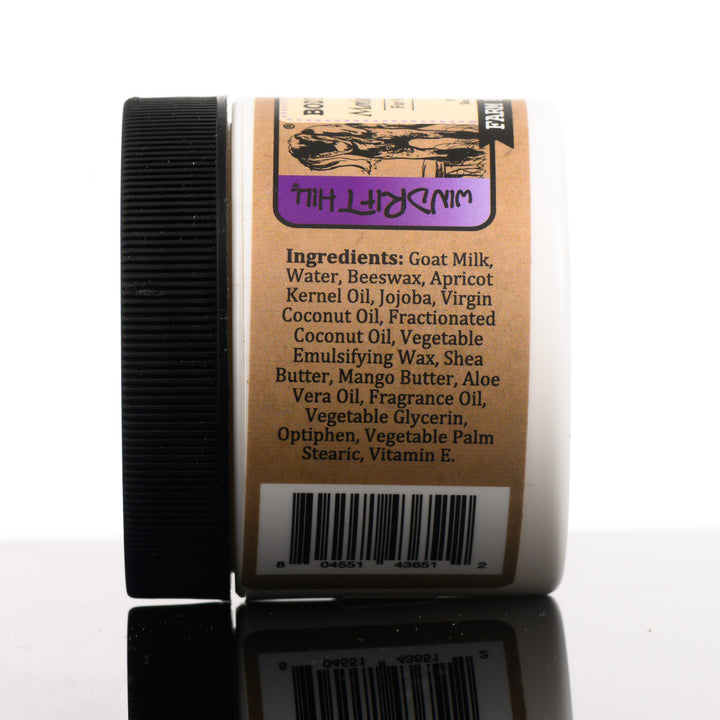 BOD
®
FARM
WINDRIFT HILL®
Ingredients: Goat Milk,
Water, Beeswax, Apricot
Kernel Oil, Jojoba, Virgin
Coconut Oil, Fractionated
Coconut Oil, Vegetable
Emulsifying Wax, Shea
Butter, Mango Butter, Aloe
Vera Oil, Fragrance Oil,
Vegetable Glycerin,
Optiphen, Vegetable Palm
Stearic, Vitamin E.
8 04551 43651 2